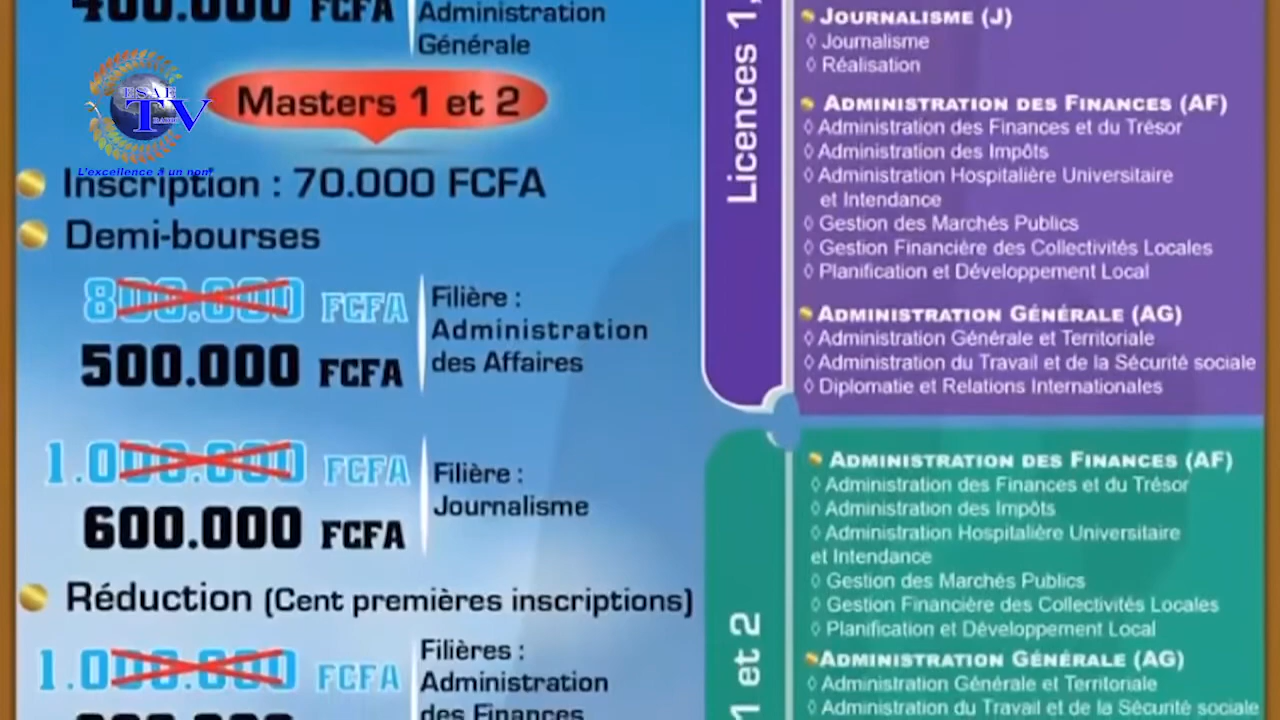 400.000 FCFA
Administration
Générale
ESAE
TV
RADIO
L'excellence a un nom!
Masters 1 et 2
Inscription : 70.000 FCFA
Demi-bourses
800.000 FCFA
500.000 FCFA
Filière :
Administration
des Affaires
1.000.000 FCFA
600.000 FCFA
Filière :
Journalisme
Réduction (Cent premières inscriptions)
1.000.000 FCFA
Filières :
Administration
des Finances
Licences 1,
JOURNALISME (J)
◊ Journalisme
◊ Réalisation
ADMINISTRATION DES FINANCES (AF)
◊ Administration des Finances et du Trésor
◊ Administration des Impôts
◊ Administration Hospitalière Universitaire
et Intendance
◊ Gestion des Marchés Publics
◊ Gestion Financière des Collectivités Locales
◊ Planification et Développement Local
ADMINISTRATION GÉNÉRALE (AG)
◊ Administration Générale et Territoriale
◊ Administration du Travail et de la Sécurité sociale
◊ Diplomatie et Relations Internationales
1 et 2
ADMINISTRATION DES FINANCES (AF)
◊ Administration des Finances et du Trésor
◊ Administration des Impôts
◊ Administration Hospitalière Universitaire
et Intendance
◊ Gestion des Marchés Publics
◊ Gestion Financière des Collectivités Locales
◊ Planification et Développement Local
ADMINISTRATION GÉNÉRALE (AG)
◊ Administration Générale et Territoriale
◊ Administration du Travail et de la Sécurité sociale